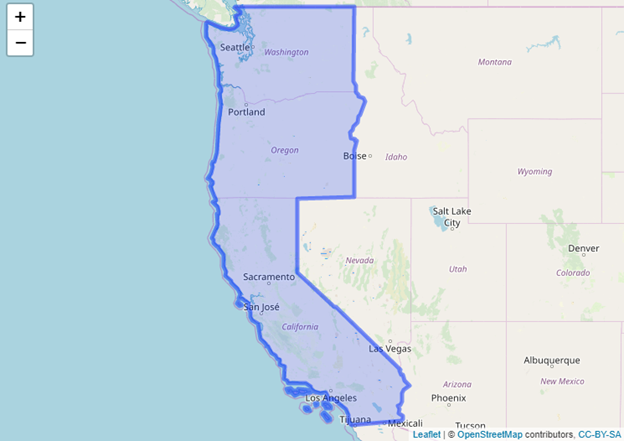 +
−
Seattle
Washington
Montana
Portland
Oregon
Boise
Idaho
Wyoming
Salt Lake
City
Denver
Nevada
Utah
Colorado
Sacramento
San José
California
Las Vegas
Albuquerque
Arizona
New Mexico
Los Angeles
Phoenix
Tijuana
Mexicali
Tucson
Leaflet | © OpenStreetMap contributors, CC-BY-SA